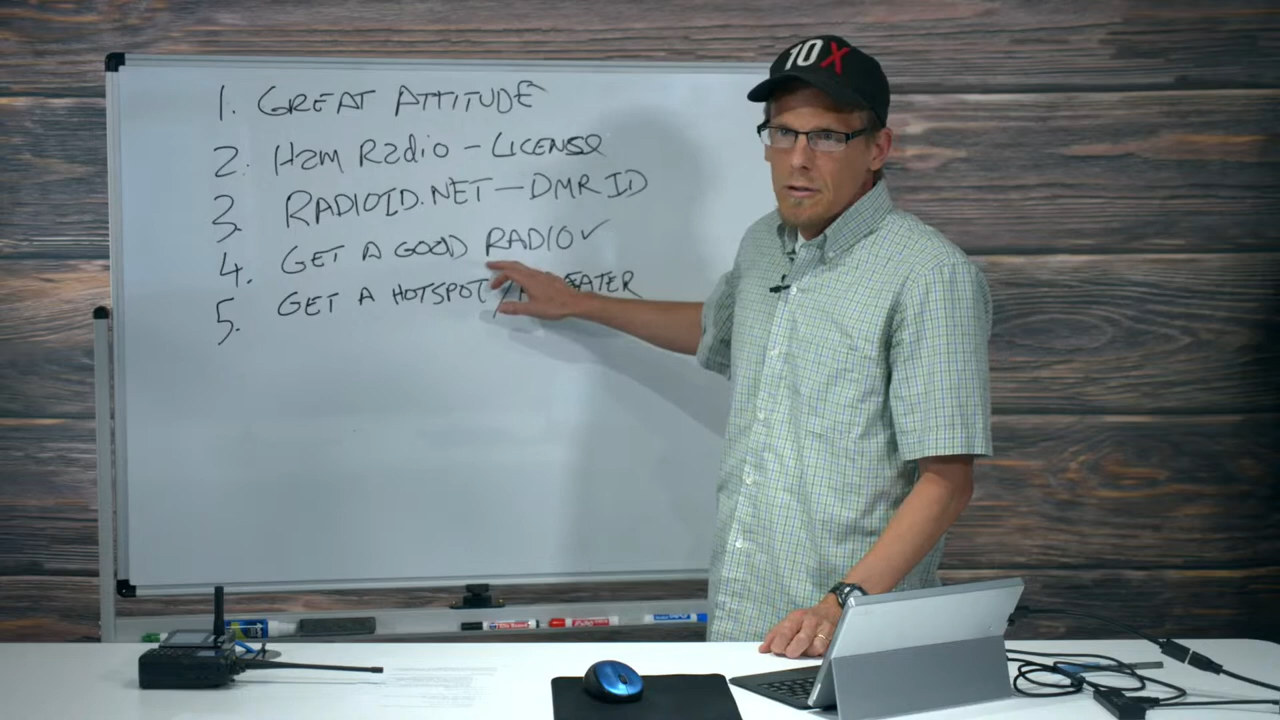 10X
1. GREAT ATTITUDE
2. Ham Radio - LICENSE
3. RADIOID.NET - DMR ID
4. GET A GOOD RADIO ✓
5. GET A HOTSPOT /